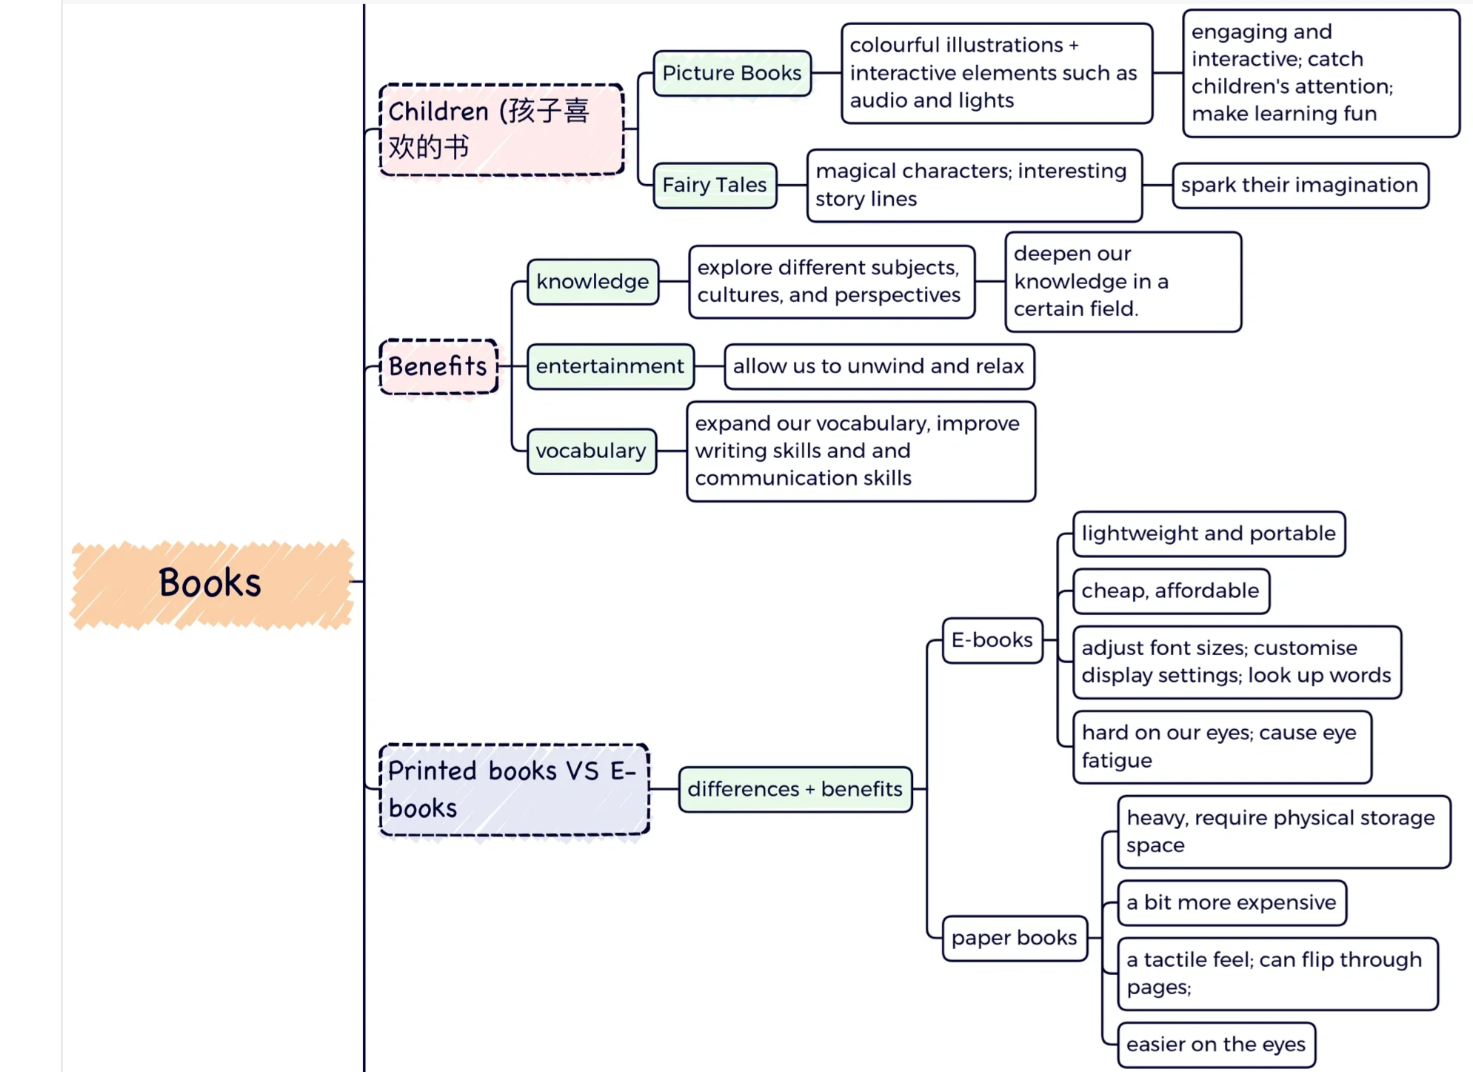 Picture Books
colourful illustrations +
interactive elements such as
audio and lights
engaging and
interactive; catch
children's attention;
make learning fun
Children (孩子喜
欢的书
Fairy Tales
magical characters; interesting
story lines
spark their imagination
knowledge
explore different subjects,
cultures, and perspectives
deepen our
knowledge in a
certain field.
Benefits
entertainment
allow us to unwind and relax
vocabulary
expand our vocabulary, improve
writing skills and and
communication skills
Books
Printed books VS E-
books
differences + benefits
E-books
lightweight and portable
cheap, affordable
adjust font sizes; customise
display settings; look up words
hard on our eyes; cause eye
fatigue
paper books
heavy, require physical storage
space
a bit more expensive
a tactile feel; can flip through
pages;
easier on the eyes